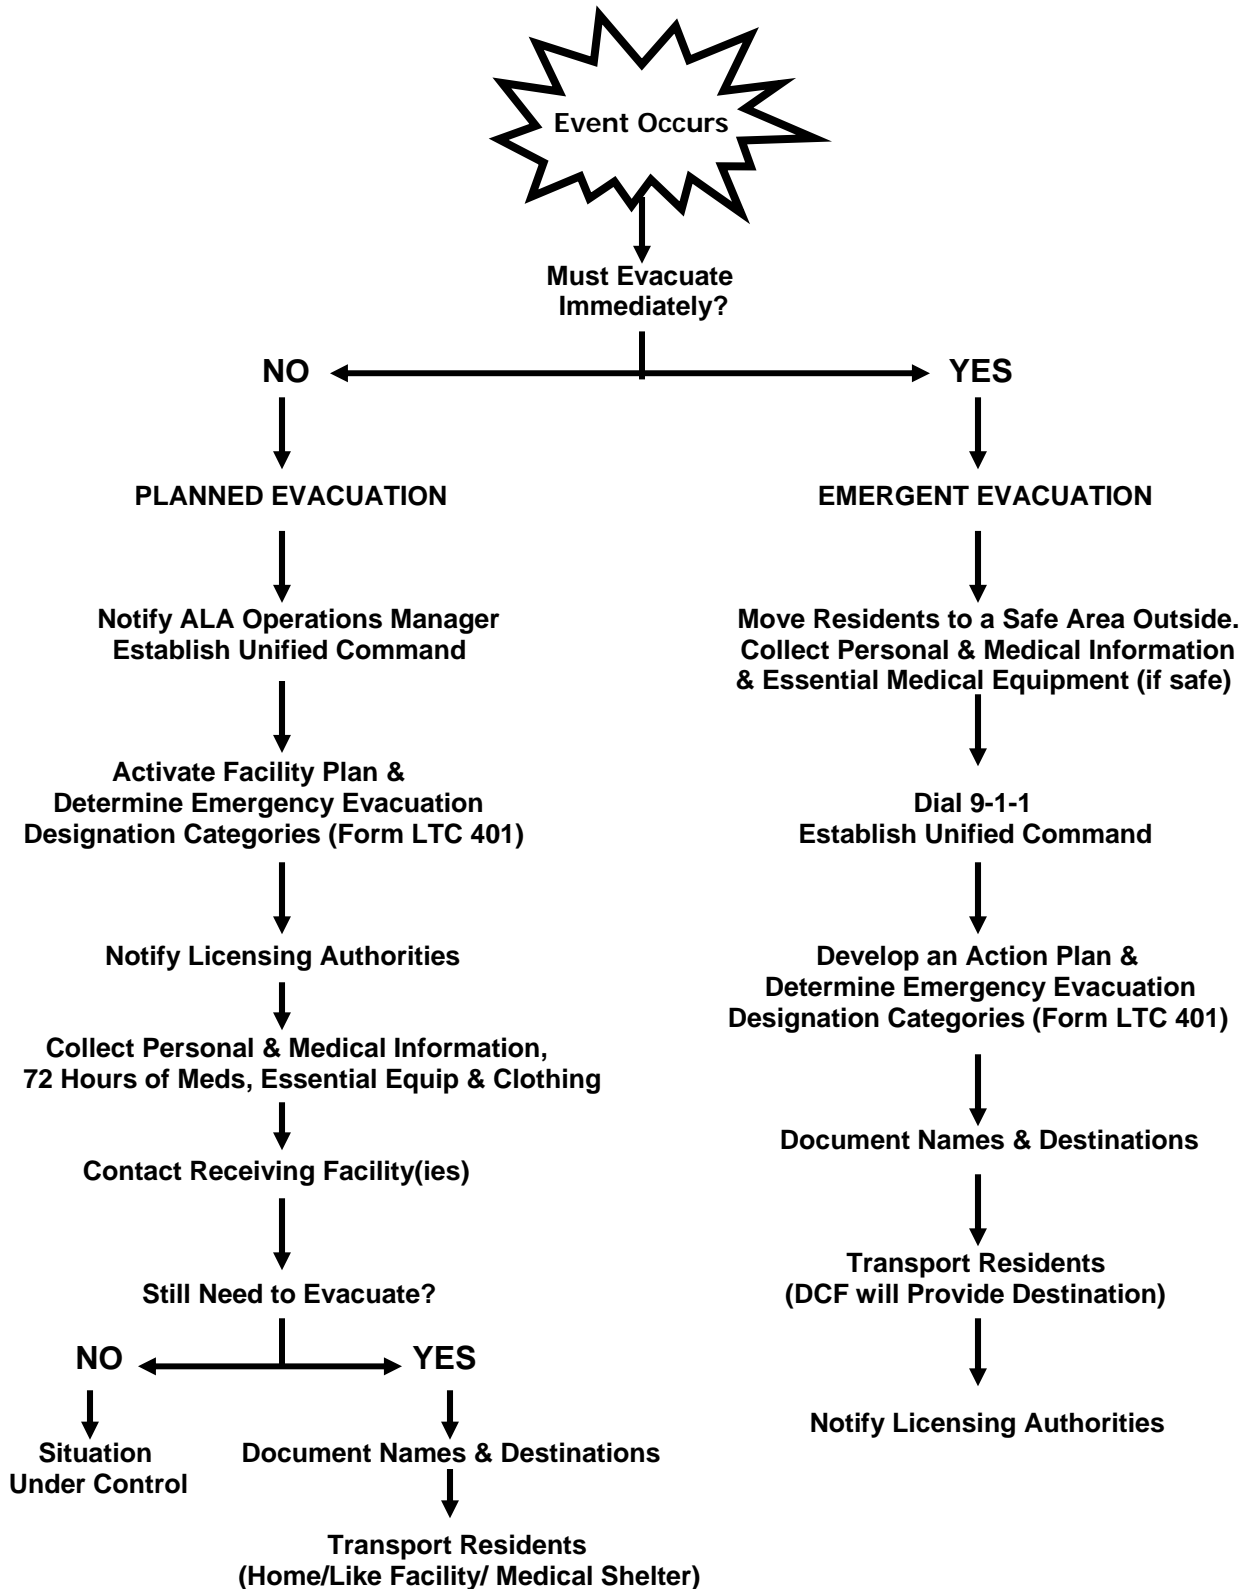 Event Occurs
Must Evacuate
Immediately?
NO
YES
PLANNED EVACUATION
Notify ALA Operations Manager
Establish Unified Command
Activate Facility Plan &
Determine Emergency Evacuation
Designation Categories (Form LTC 401)
Notify Licensing Authorities
Collect Personal & Medical Information,
72 Hours of Meds, Essential Equip & Clothing
Contact Receiving Facility(ies)
Still Need to Evacuate?
NO
YES
Situation
Under Control
Document Names & Destinations
Transport Residents
(Home/Like Facility/ Medical Shelter)
EMERGENT EVACUATION
Move Residents to a Safe Area Outside.
Collect Personal & Medical Information
& Essential Medical Equipment (if safe)
Dial 9-1-1
Establish Unified Command
Develop an Action Plan &
Determine Emergency Evacuation
Designation Categories (Form LTC 401)
Document Names & Destinations
Transport Residents
(DCF will Provide Destination)
Notify Licensing Authorities